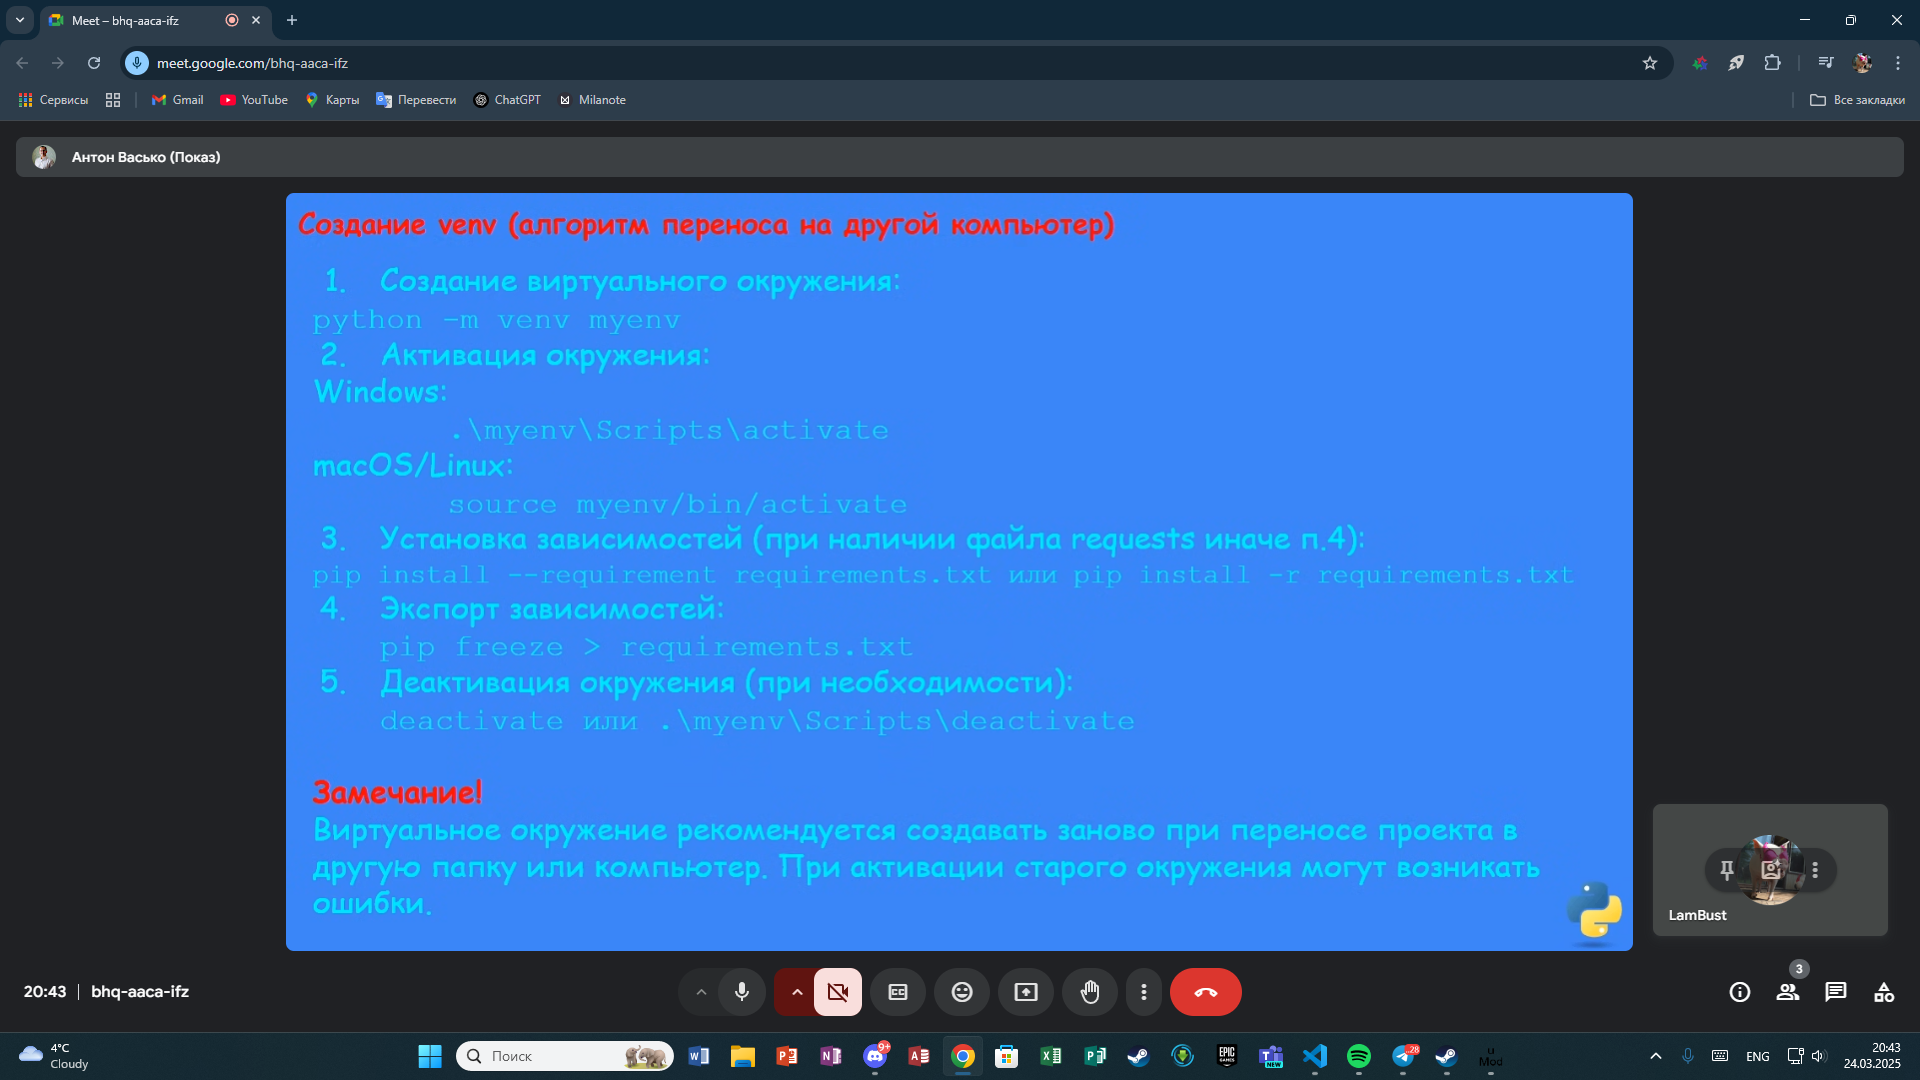 Meet – bhq-aaca-ifz
meet.google.com/bhq-aaca-ifz
Сервисы
Gmail
YouTube
Карты
Перевести
ChatGPT
Milanote
Все закладки
Антон Васько (Показ)
Создание venv (алгоритм переноса на другой компьютер)
1. Создание виртуального окружения:
python -m venv myenv
2. Активация окружения:
Windows:
.\myenv\Scripts\activate
macOS/Linux:
source myenv/bin/activate
3. Установка зависимостей (при наличии файла requests иначе п.4):
pip install --requirement requirements.txt или pip install -r requirements.txt
4. Экспорт зависимостей:
pip freeze > requirements.txt
5. Деактивация окружения (при необходимости):
deactivate или .\myenv\Scripts\deactivate
Замечание!
Виртуальное окружение рекомендуется создавать заново при переносе проекта в
другую папку или компьютер. При активации старого окружения могут возникать
ошибки.
LamBust
20:43 | bhq-aaca-ifz
3
4°C
Cloudy
Поиск
9+
EPIC GAMES
NEW
28
u
Mod
ENG
20:43
24.03.2025